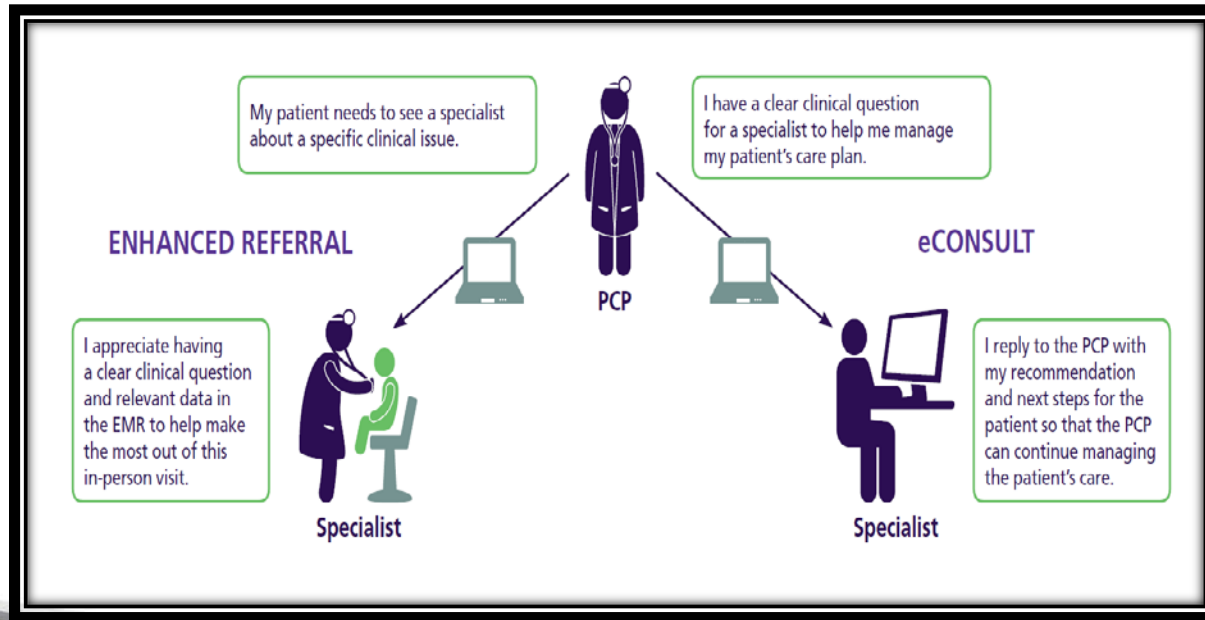 My patient needs to see a specialist
about a specific clinical issue.
I have a clear clinical question
for a specialist to help me manage
my patient's care plan.
ENHANCED REFERRAL
eCONSULT
PCP
I appreciate having
a clear clinical question
and relevant data in
the EMR to help make
the most out of this
in-person visit.
I reply to the PCP with
my recommendation
and next steps for the
patient so that the PCP
can continue managing
the patient's care.
Specialist
Specialist